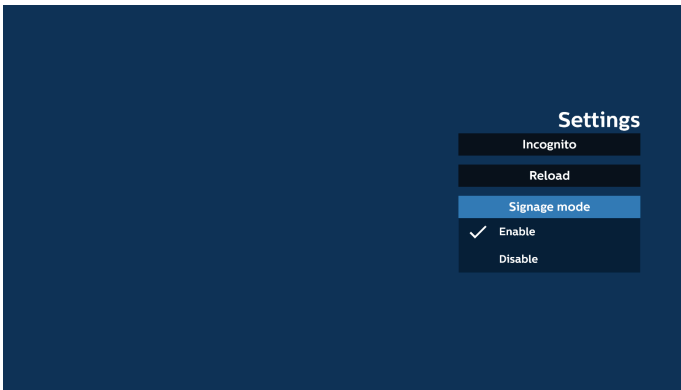 Settings
Incognito
Reload
Signage mode
Enable
Disable